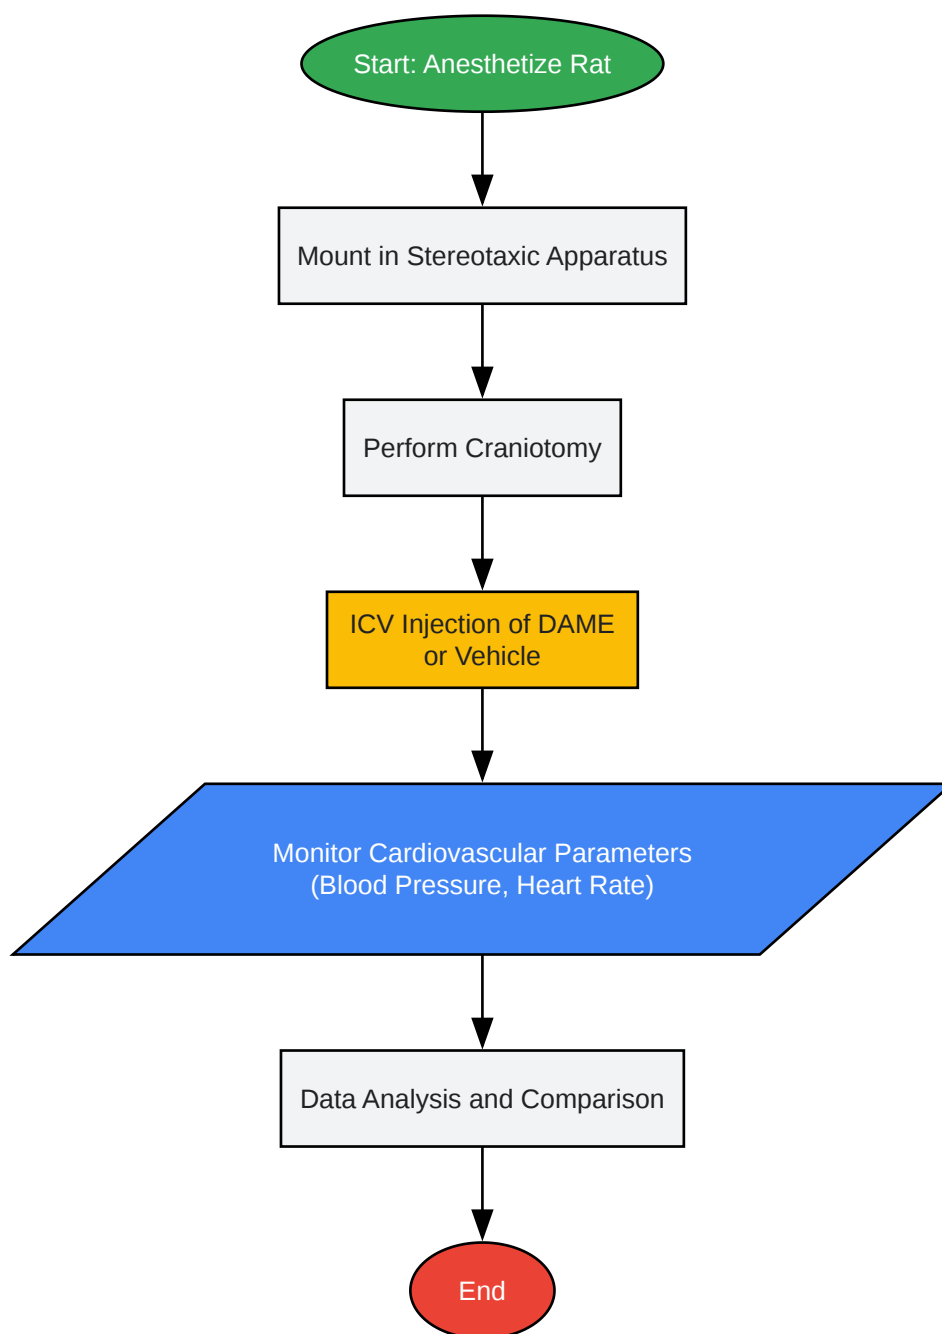 Start: Anesthetize Rat
Mount in Stereotaxic Apparatus
Perform Craniotomy
ICV Injection of DAME
or Vehicle
Monitor Cardiovascular Parameters
(Blood Pressure, Heart Rate)
Data Analysis and Comparison
End